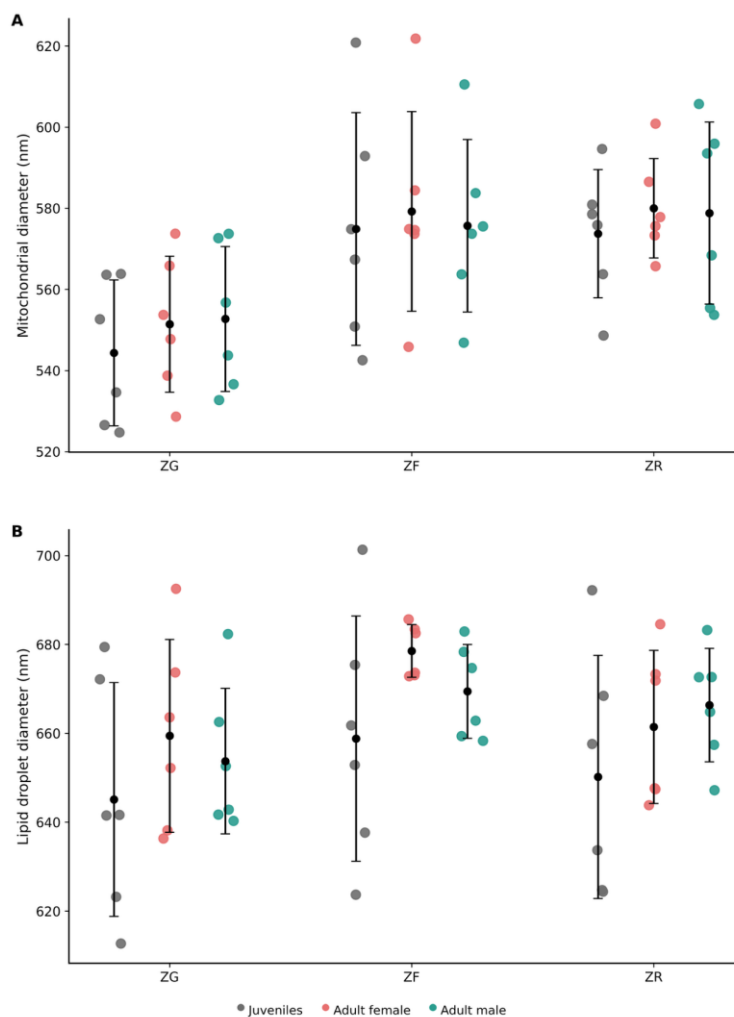 A
Mitochondrial diameter (nm)
620
600
580
560
540
520
ZG ZF ZR
B
Lipid droplet diameter (nm)
700
680
660
640
620
ZG ZF ZR
Juveniles Adult female Adult male